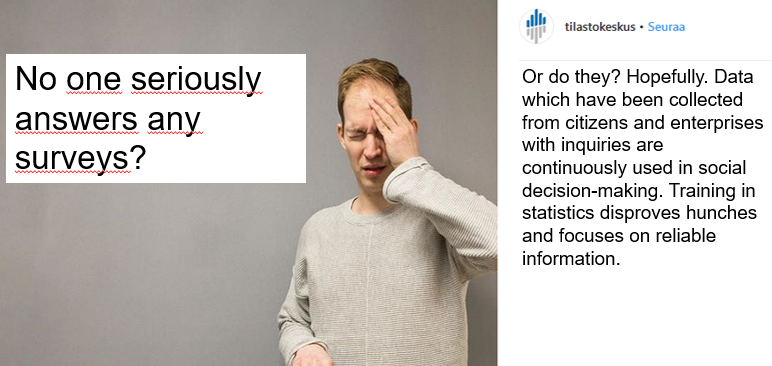 No one seriously
answers any
surveys?
tilastokeskus • Seuraa
Or do they? Hopefully. Data
which have been collected
from citizens and enterprises
with inquiries are
continuously used in social
decision-making. Training in
statistics disproves hunches
and focuses on reliable
information.